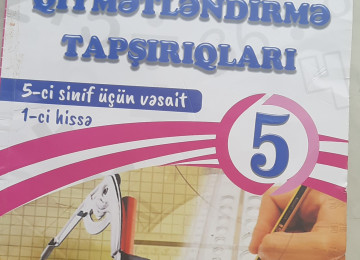 QİYMƏTLƏNDİRMƏ
TAPŞIRIQLARI
5-ci sinif üçün vəsait
1-ci hissə
5